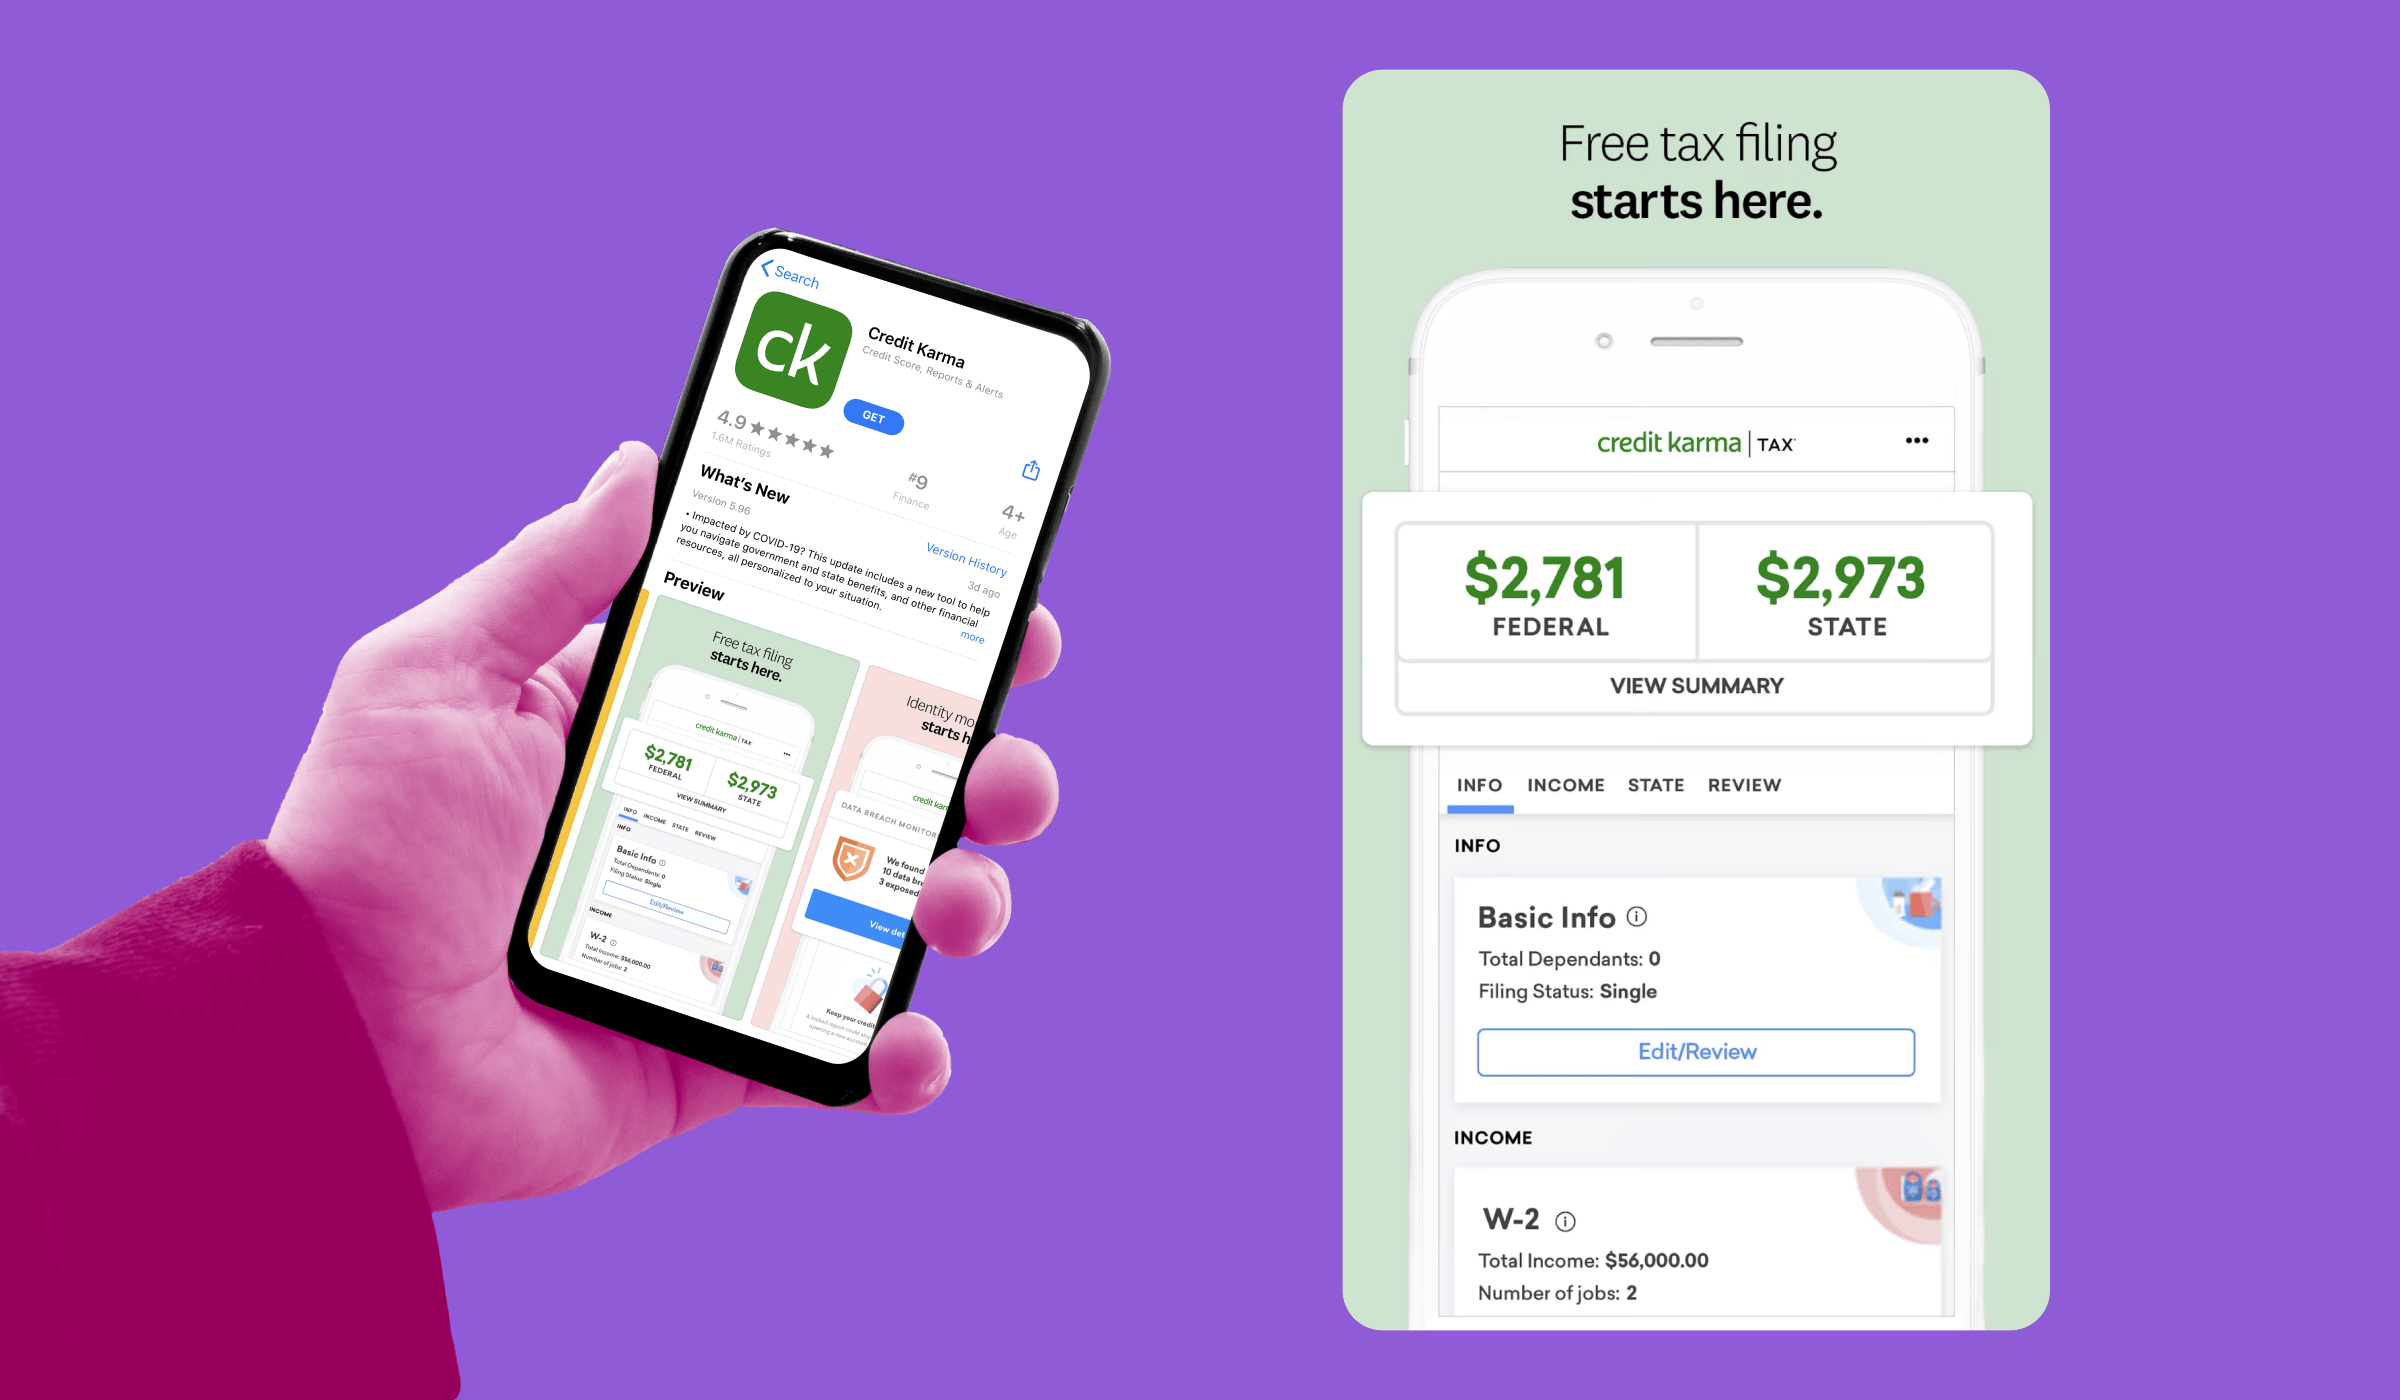 Search
ck
Credit Karma
Credit Score, Reports & Alerts
GET
4.9
1.6M Ratings
#9
Finance
4+
Age
What's New
Version History
Version 5.96
3d ago
• Impacted by COVID-19? This update includes a new tool to help
you navigate government and state benefits, and other financial
resources, all personalized to your situation.
more
Preview
Free tax filing
starts here.
credit karma | TAX
$2,781
FEDERAL
$2,973
STATE
VIEW SUMMARY
INFO INCOME STATE REVIEW
INFO
Basic Info
Total Dependants: 0
Filing Status: Single
Edit/Review
INCOME
W-2
Total Income: $56,000.00
Number of jobs: 2
Identity mo
starts h
credit kar
DATA BREACH MONITOR
We found
10 data bre
3 exposed
View det
Keep your credit
A locked report could
opening a new account
Free tax filing
starts here.
credit karma | TAX
$2,781
FEDERAL
$2,973
STATE
VIEW SUMMARY
INFO INCOME STATE REVIEW
INFO
Basic Info
Total Dependants: 0
Filing Status: Single
Edit/Review
INCOME
W-2
Total Income: $56,000.00
Number of jobs: 2